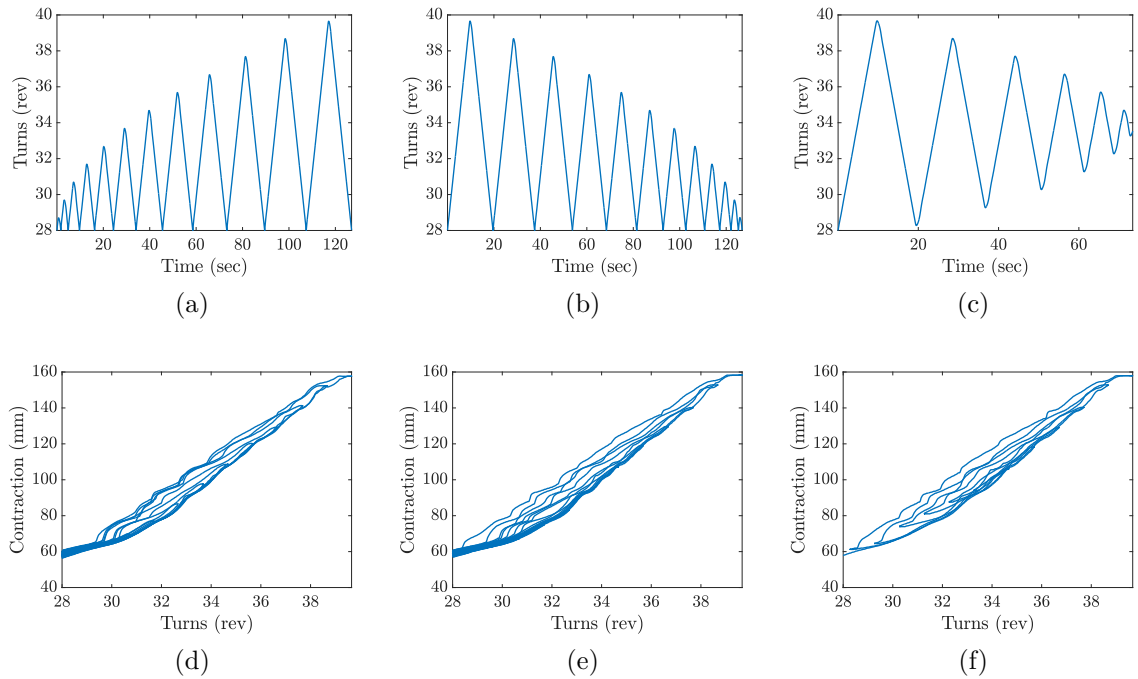 40
38
36
34
32
30
28
Turns (rev)
20 40 60 80 100 120
Time (sec)
(a)
40
38
36
34
32
30
28
Turns (rev)
20 40 60 80 100 120
Time (sec)
(b)
40
38
36
34
32
30
28
Turns (rev)
20 40 60
Time (sec)
(c)
160
140
120
100
80
60
40
Contraction (mm)
28 30 32 34 36 38
Turns (rev)
(d)
160
140
120
100
80
60
40
Contraction (mm)
28 30 32 34 36 38
Turns (rev)
(e)
160
140
120
100
80
60
40
Contraction (mm)
28 30 32 34 36 38
Turns (rev)
(f)